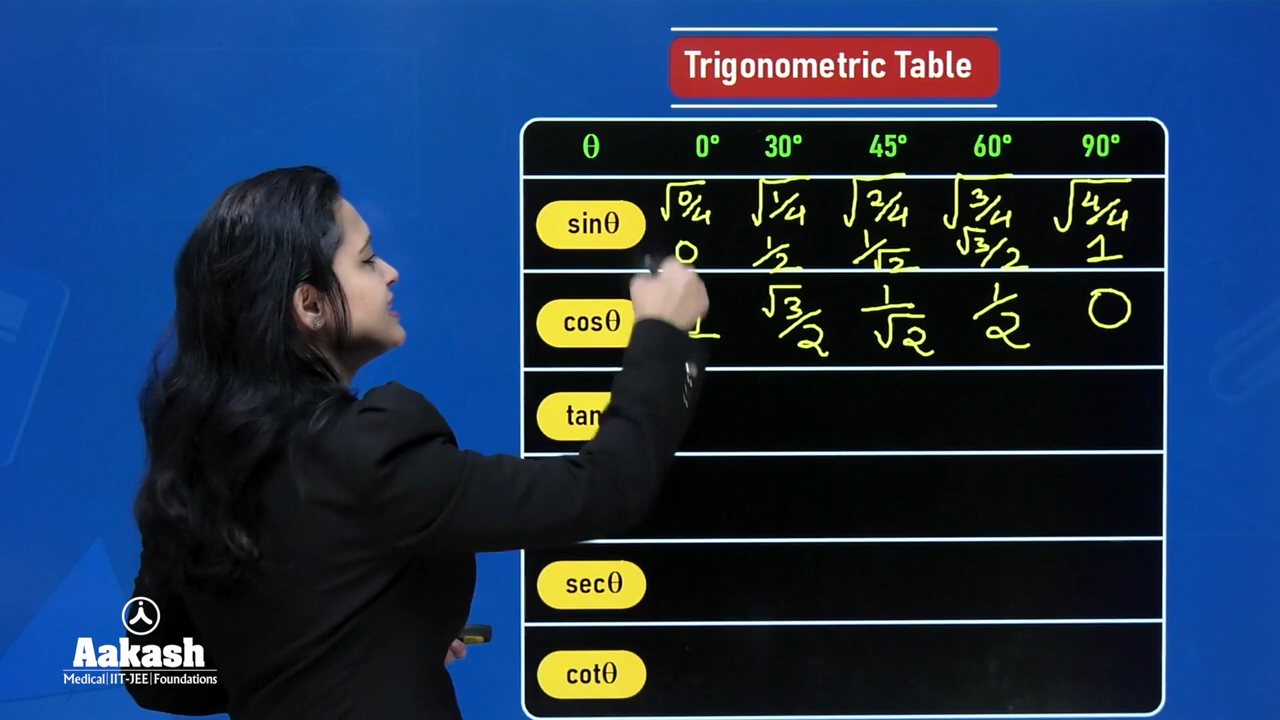 Trigonometric Table
θ 0° 30° 45° 60° 90°
sinθ √0/4 √1/4 √2/4 √3/4 √4/4
0 1/2 1/√2 √3/2 1
cosθ 1 √3/2 1/√2 1/2 0
tan
secθ
cotθ
Aakash
Medical|IIT-JEE|Foundations